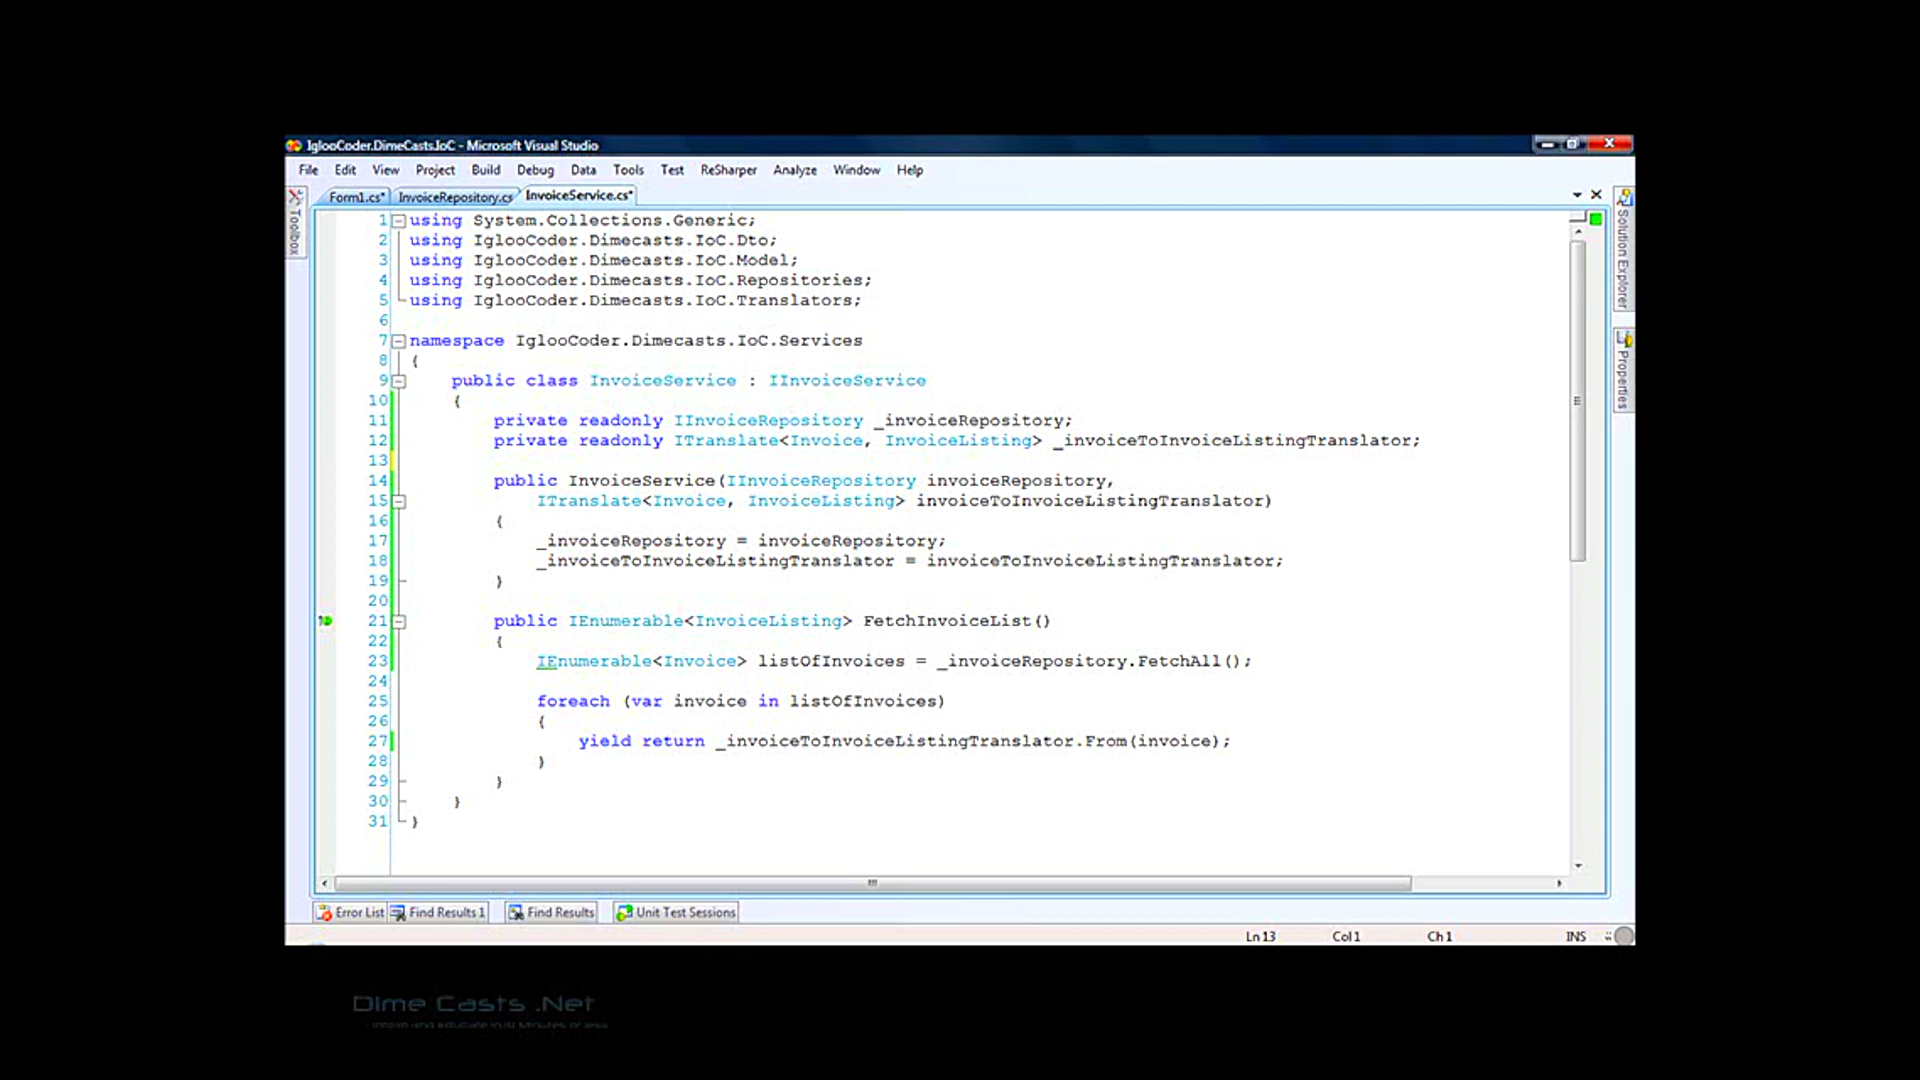 IglooCoder.DimeCasts.IoC - Microsoft Visual Studio
File Edit View Project Build Debug Data Tools Test ReSharper Analyze Window Help
Form1.cs* InvoiceRepository.cs InvoiceService.cs*
Toolbox
Solution Explorer
Properties
1 using System.Collections.Generic;
2 using IglooCoder.Dimecasts.IoC.Dto;
3 using IglooCoder.Dimecasts.IoC.Model;
4 using IglooCoder.Dimecasts.IoC.Repositories;
5 using IglooCoder.Dimecasts.IoC.Translators;
6
7 namespace IglooCoder.Dimecasts.IoC.Services
8 {
9 public class InvoiceService : IInvoiceService
10 {
11 private readonly IInvoiceRepository _invoiceRepository;
12 private readonly ITranslate<Invoice, InvoiceListing> _invoiceToInvoiceListingTranslator;
13
14 public InvoiceService(IInvoiceRepository invoiceRepository,
15 ITranslate<Invoice, InvoiceListing> invoiceToInvoiceListingTranslator)
16 {
17 _invoiceRepository = invoiceRepository;
18 _invoiceToInvoiceListingTranslator = invoiceToInvoiceListingTranslator;
19 }
20
21 public IEnumerable<InvoiceListing> FetchInvoiceList()
22 {
23 IEnumerable<Invoice> listOfInvoices = _invoiceRepository.FetchAll();
24
25 foreach (var invoice in listOfInvoices)
26 {
27 yield return _invoiceToInvoiceListingTranslator.From(invoice);
28 }
29 }
30 }
31 }
Error List Find Results 1 Find Results Unit Test Sessions
Ln 13 Col 1 Ch 1 INS
Dime Casts .Net
Inform and Educate in 10 Minutes or less